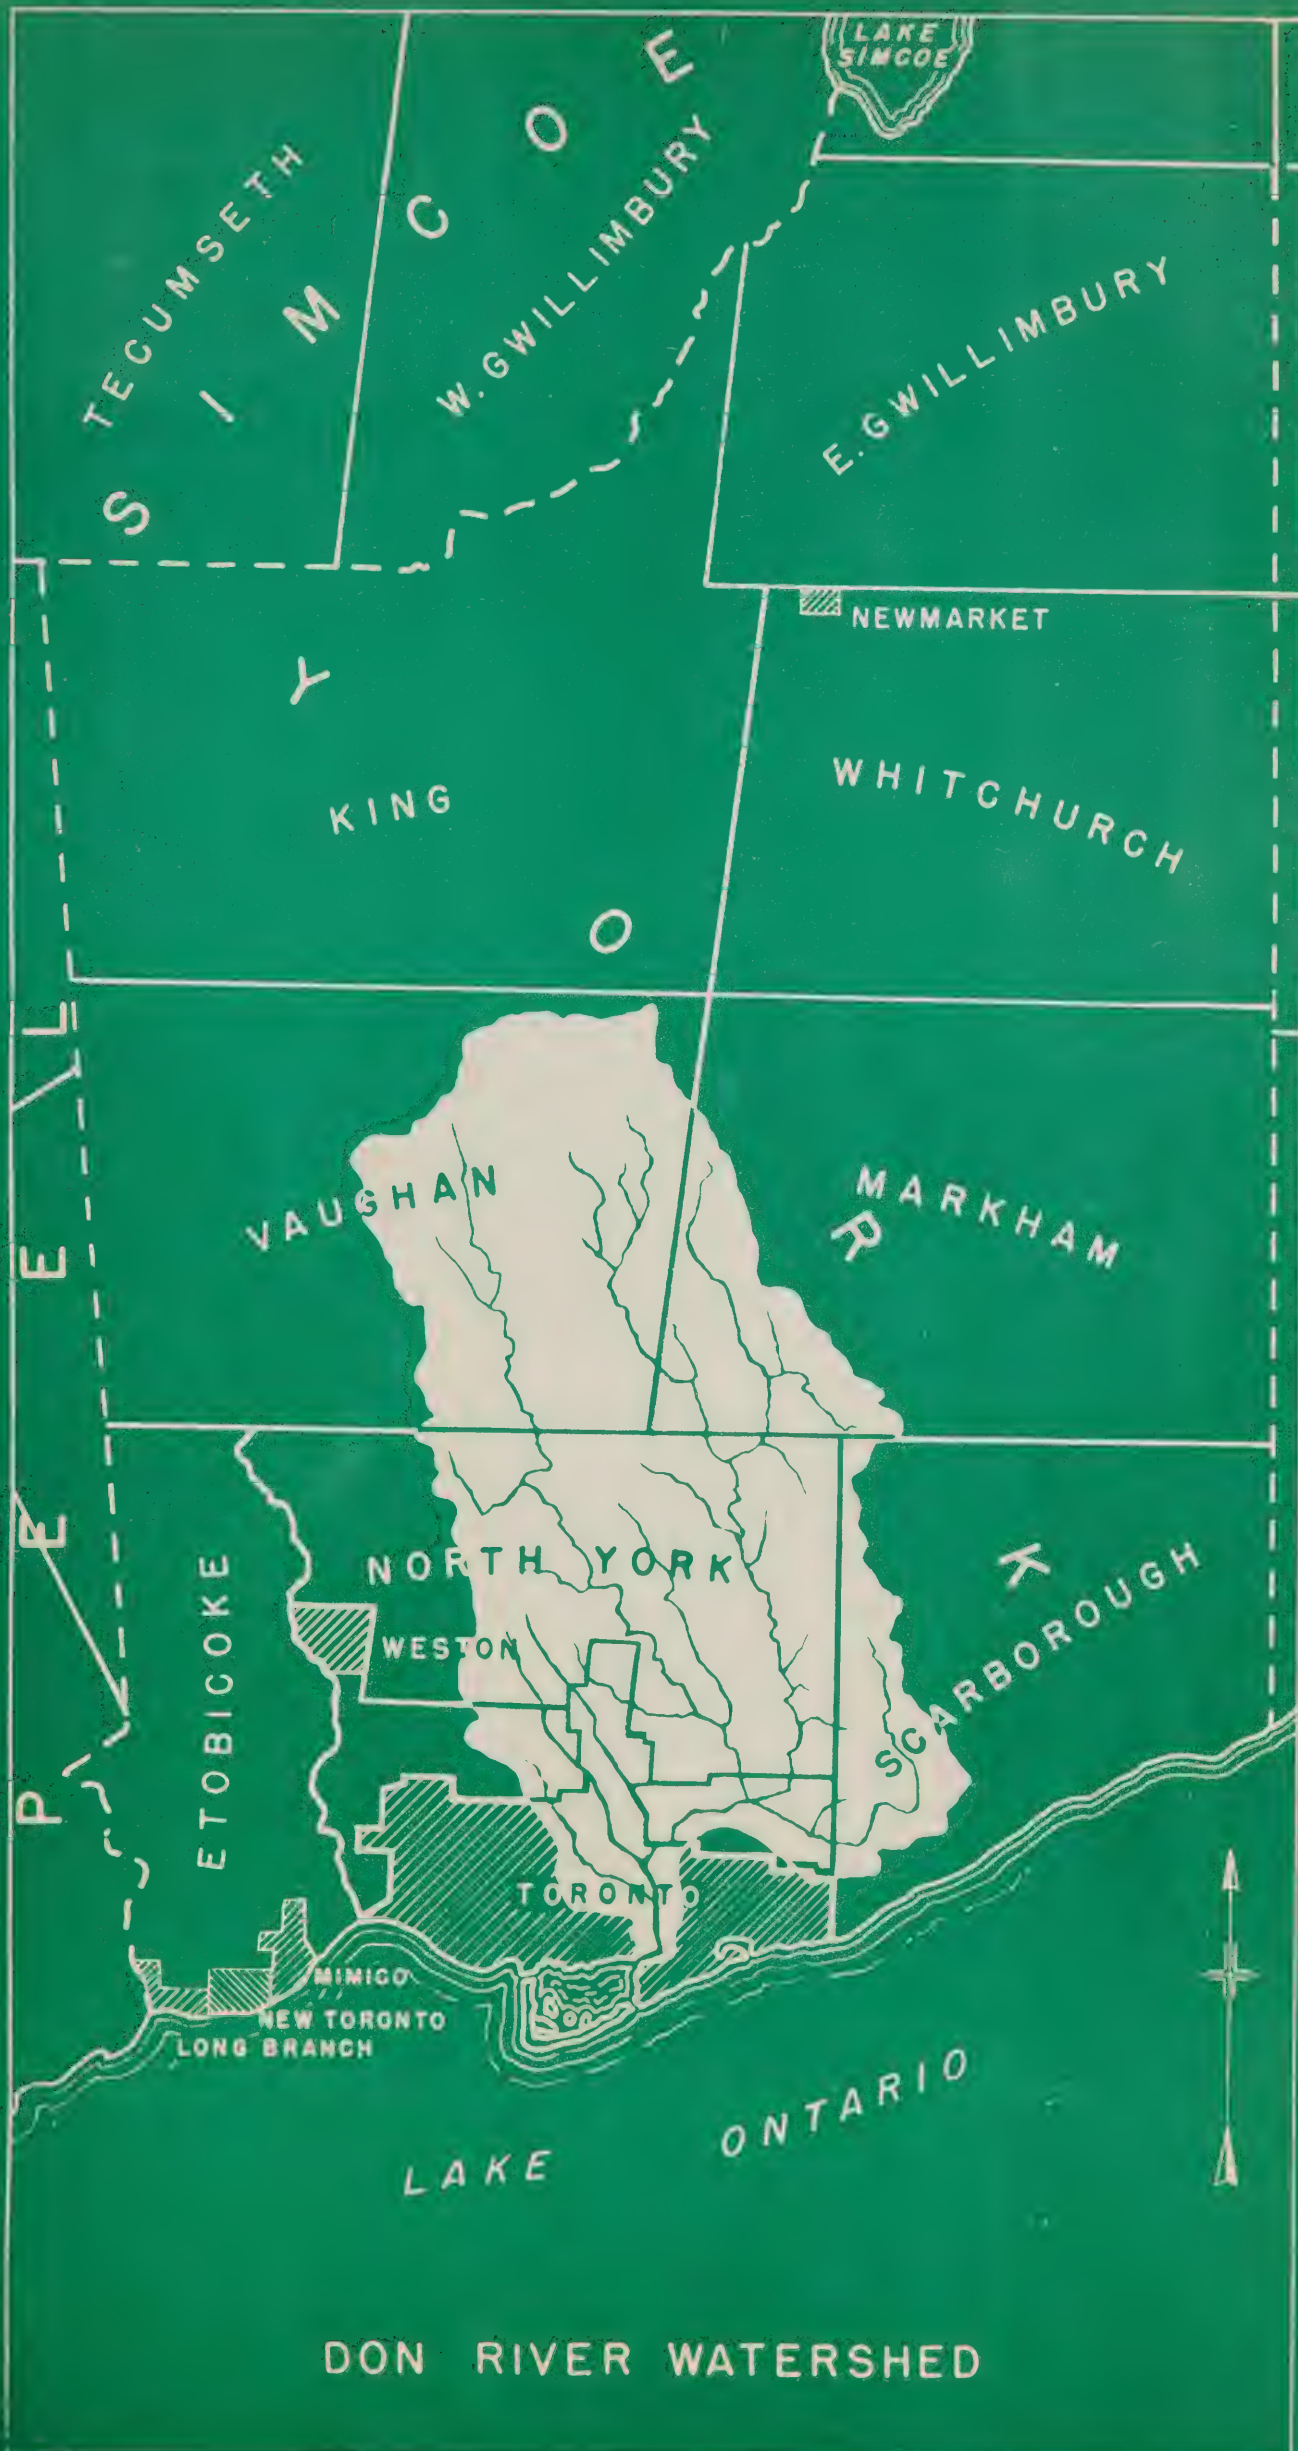 LAKE
SIMCOE
SIMCOE
TECUMSETH
W. GWILLIMBURY
E. GWILLIMBURY
NEWMARKET
YORK
KING
WHITCHURCH
PEEL
VAUGHAN
MARKHAM
NORTH YORK
WESTON
ETOBICOKE
SCARBOROUGH
TORONTO
MIMICO
NEW TORONTO
LONG BRANCH
LAKE ONTARIO
DON RIVER WATERSHED